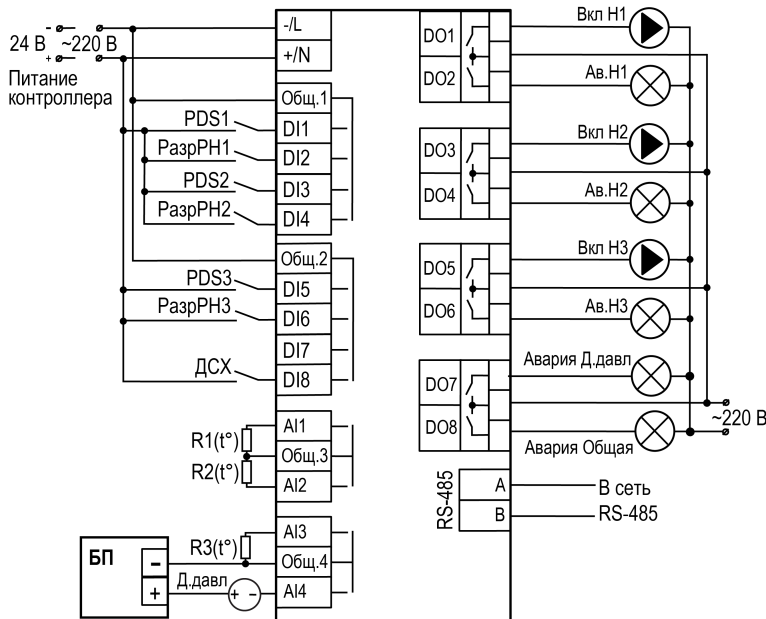 24 В
~220 В
Питание
контроллера
-
+
-/L
+/N
Общ.1
PDS1
DI1
РазрРН1
DI2
PDS2
DI3
РазрРН2
DI4
Общ.2
PDS3
DI5
РазрРН3
DI6
DI7
ДСХ
DI8
R1(t°)
AI1
Общ.3
R2(t°)
AI2
R3(t°)
AI3
Общ.4
AI4
БП
-
+
Д.давл
+ -
DO1
Вкл Н1
DO2
Ав.Н1
DO3
Вкл Н2
DO4
Ав.Н2
DO5
Вкл Н3
DO6
Ав.Н3
DO7
Авария Д.давл
DO8
Авария Общая
~220 В
RS-485
A
B
В сеть
RS-485